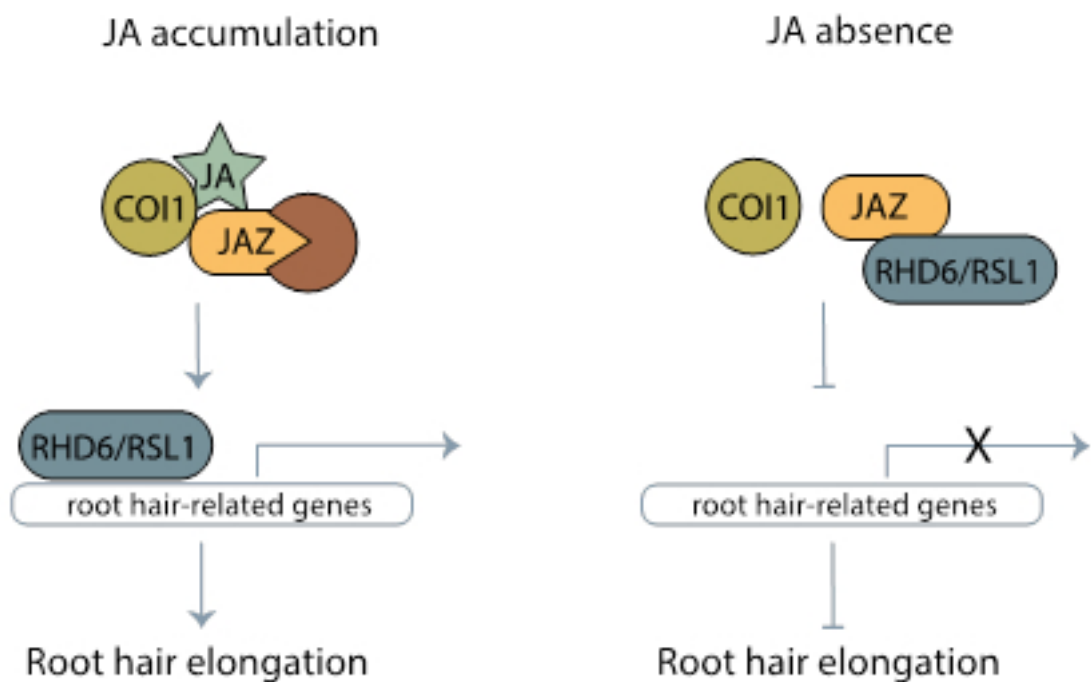 JA accumulation
JA
COI1
JAZ
RHD6/RSL1
root hair-related genes
Root hair elongation
JA absence
COI1
JAZ
RHD6/RSL1
X
root hair-related genes
Root hair elongation